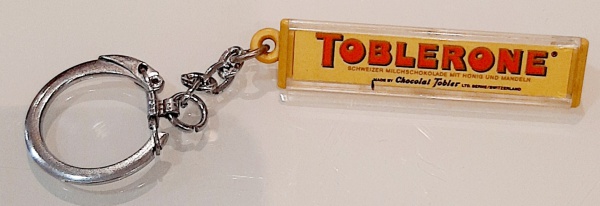 TOBLERONE®
SCHWEIZER MILCHSCHOKOLADE MIT HONIG UND MANDELN
MADE BY Chocolat Tobler LTD. BERNE/SWITZERLAND